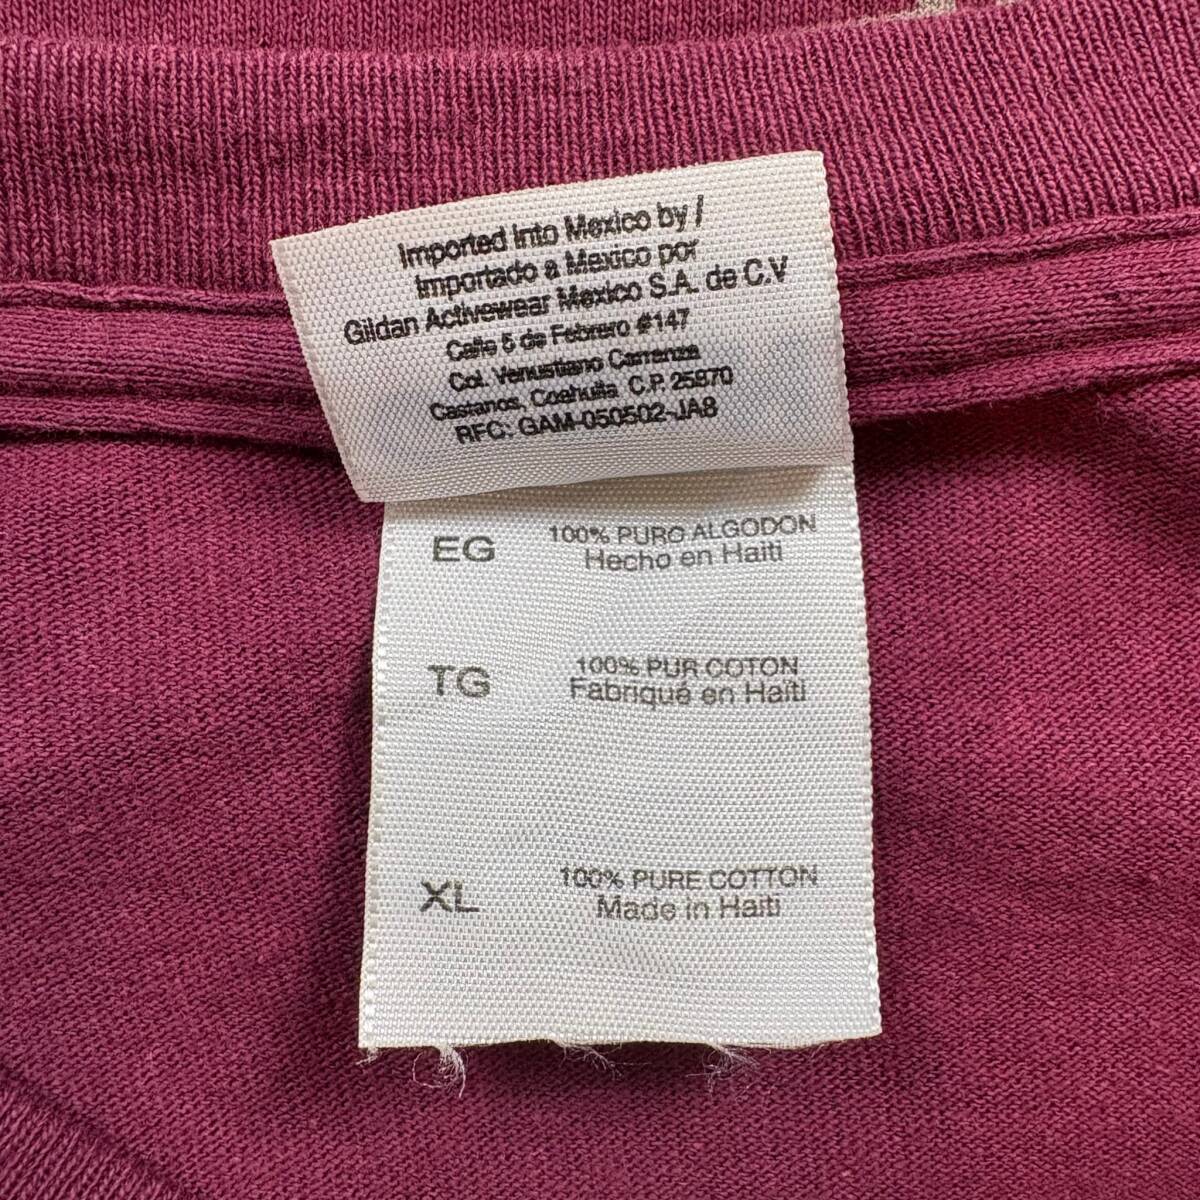 Imported into Mexico by /
Importado a Mexico por
Gildan Activewear Mexico S.A. de C.V
Calle 5 de Febrero #147
Col. Venustiano Carranza
Castanos, Coahuila, C.P. 25870
RFC: GAM-050502-JA8
EG
100% PURO ALGODON
Hecho en Haiti
TG
100% PUR COTON
Fabriqué en Haïti
XL
100% PURE COTTON
Made in Haiti